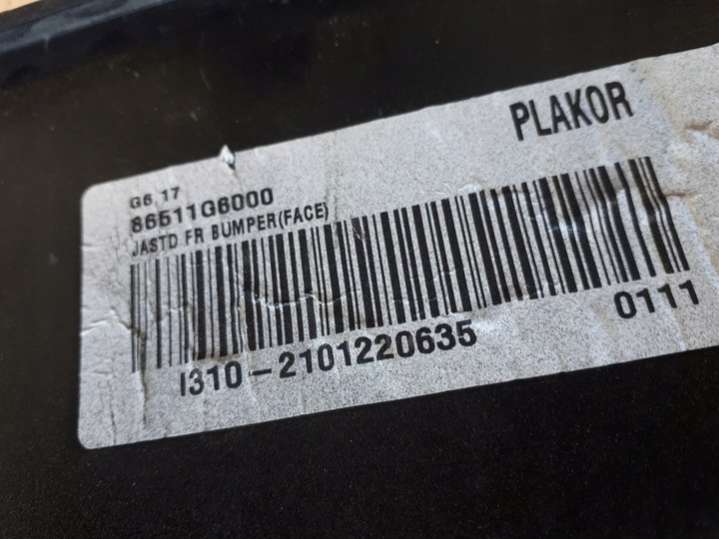 PLAKOR
G6 17
86511G6000
JASTD FR BUMPER(FACE)
I310-2101220635
0111